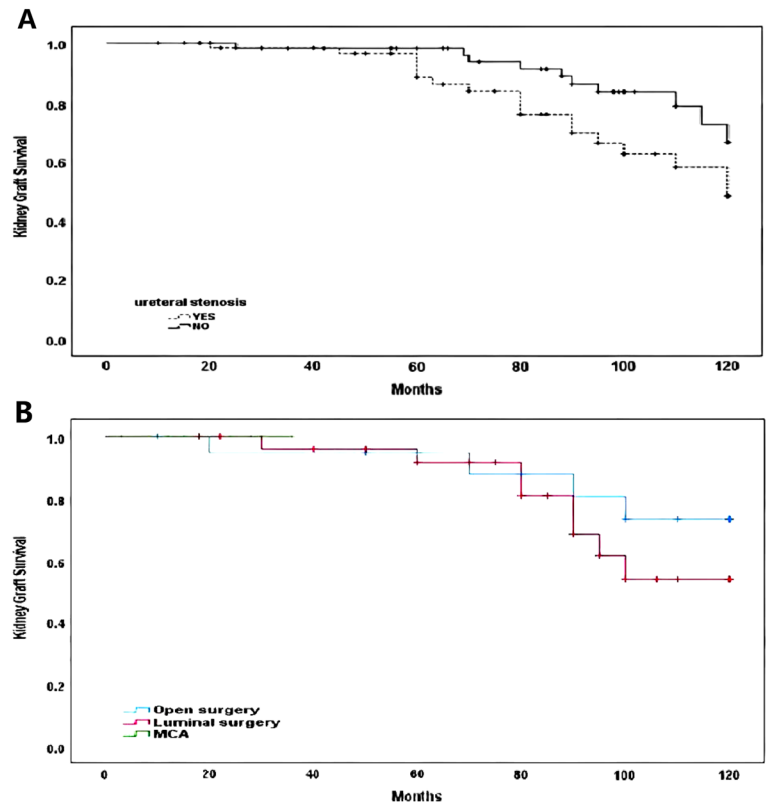 A
Kidney Graft Survival
1.0
0.8
0.6
0.4
0.2
0.0
ureteral stenosis
YES
NO
0 20 40 60 80 100 120
Months
B
Kidney Graft Survival
1.0
0.8
0.6
0.4
0.2
0.0
Open surgery
Luminal surgery
MCA
0 20 40 60 80 100 120
Months